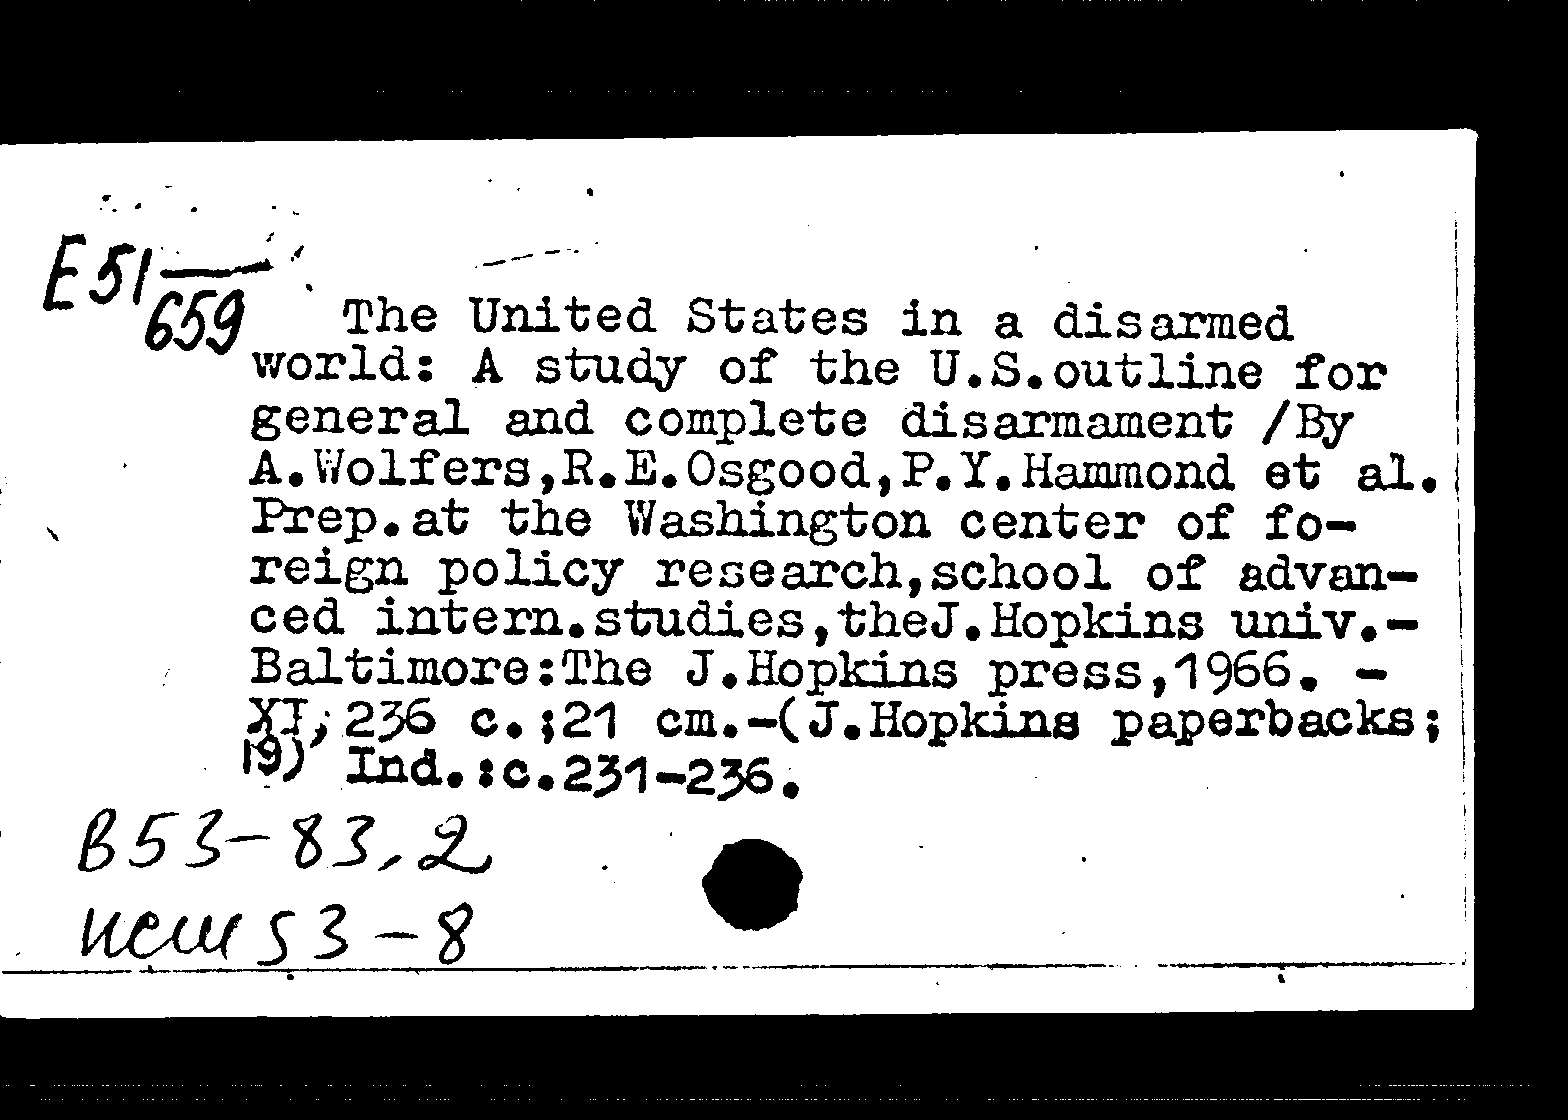 E51
659
The United States in a disarmed
world: A study of the U.S.outline for
general and complete disarmament /By
A.Wolfers,R.E.Osgood,P.Y.Hammond et al.
Prep.at the Washington center of fo-
reign policy research,school of advan-
ced intern.studies,theJ.Hopkins univ.-
Baltimore:The J.Hopkins press,1966. -
XI, 236 c.;21 cm.-(J.Hopkins paperbacks;
19) Ind.:c.231-236.
В53-83,2
исш 53-8